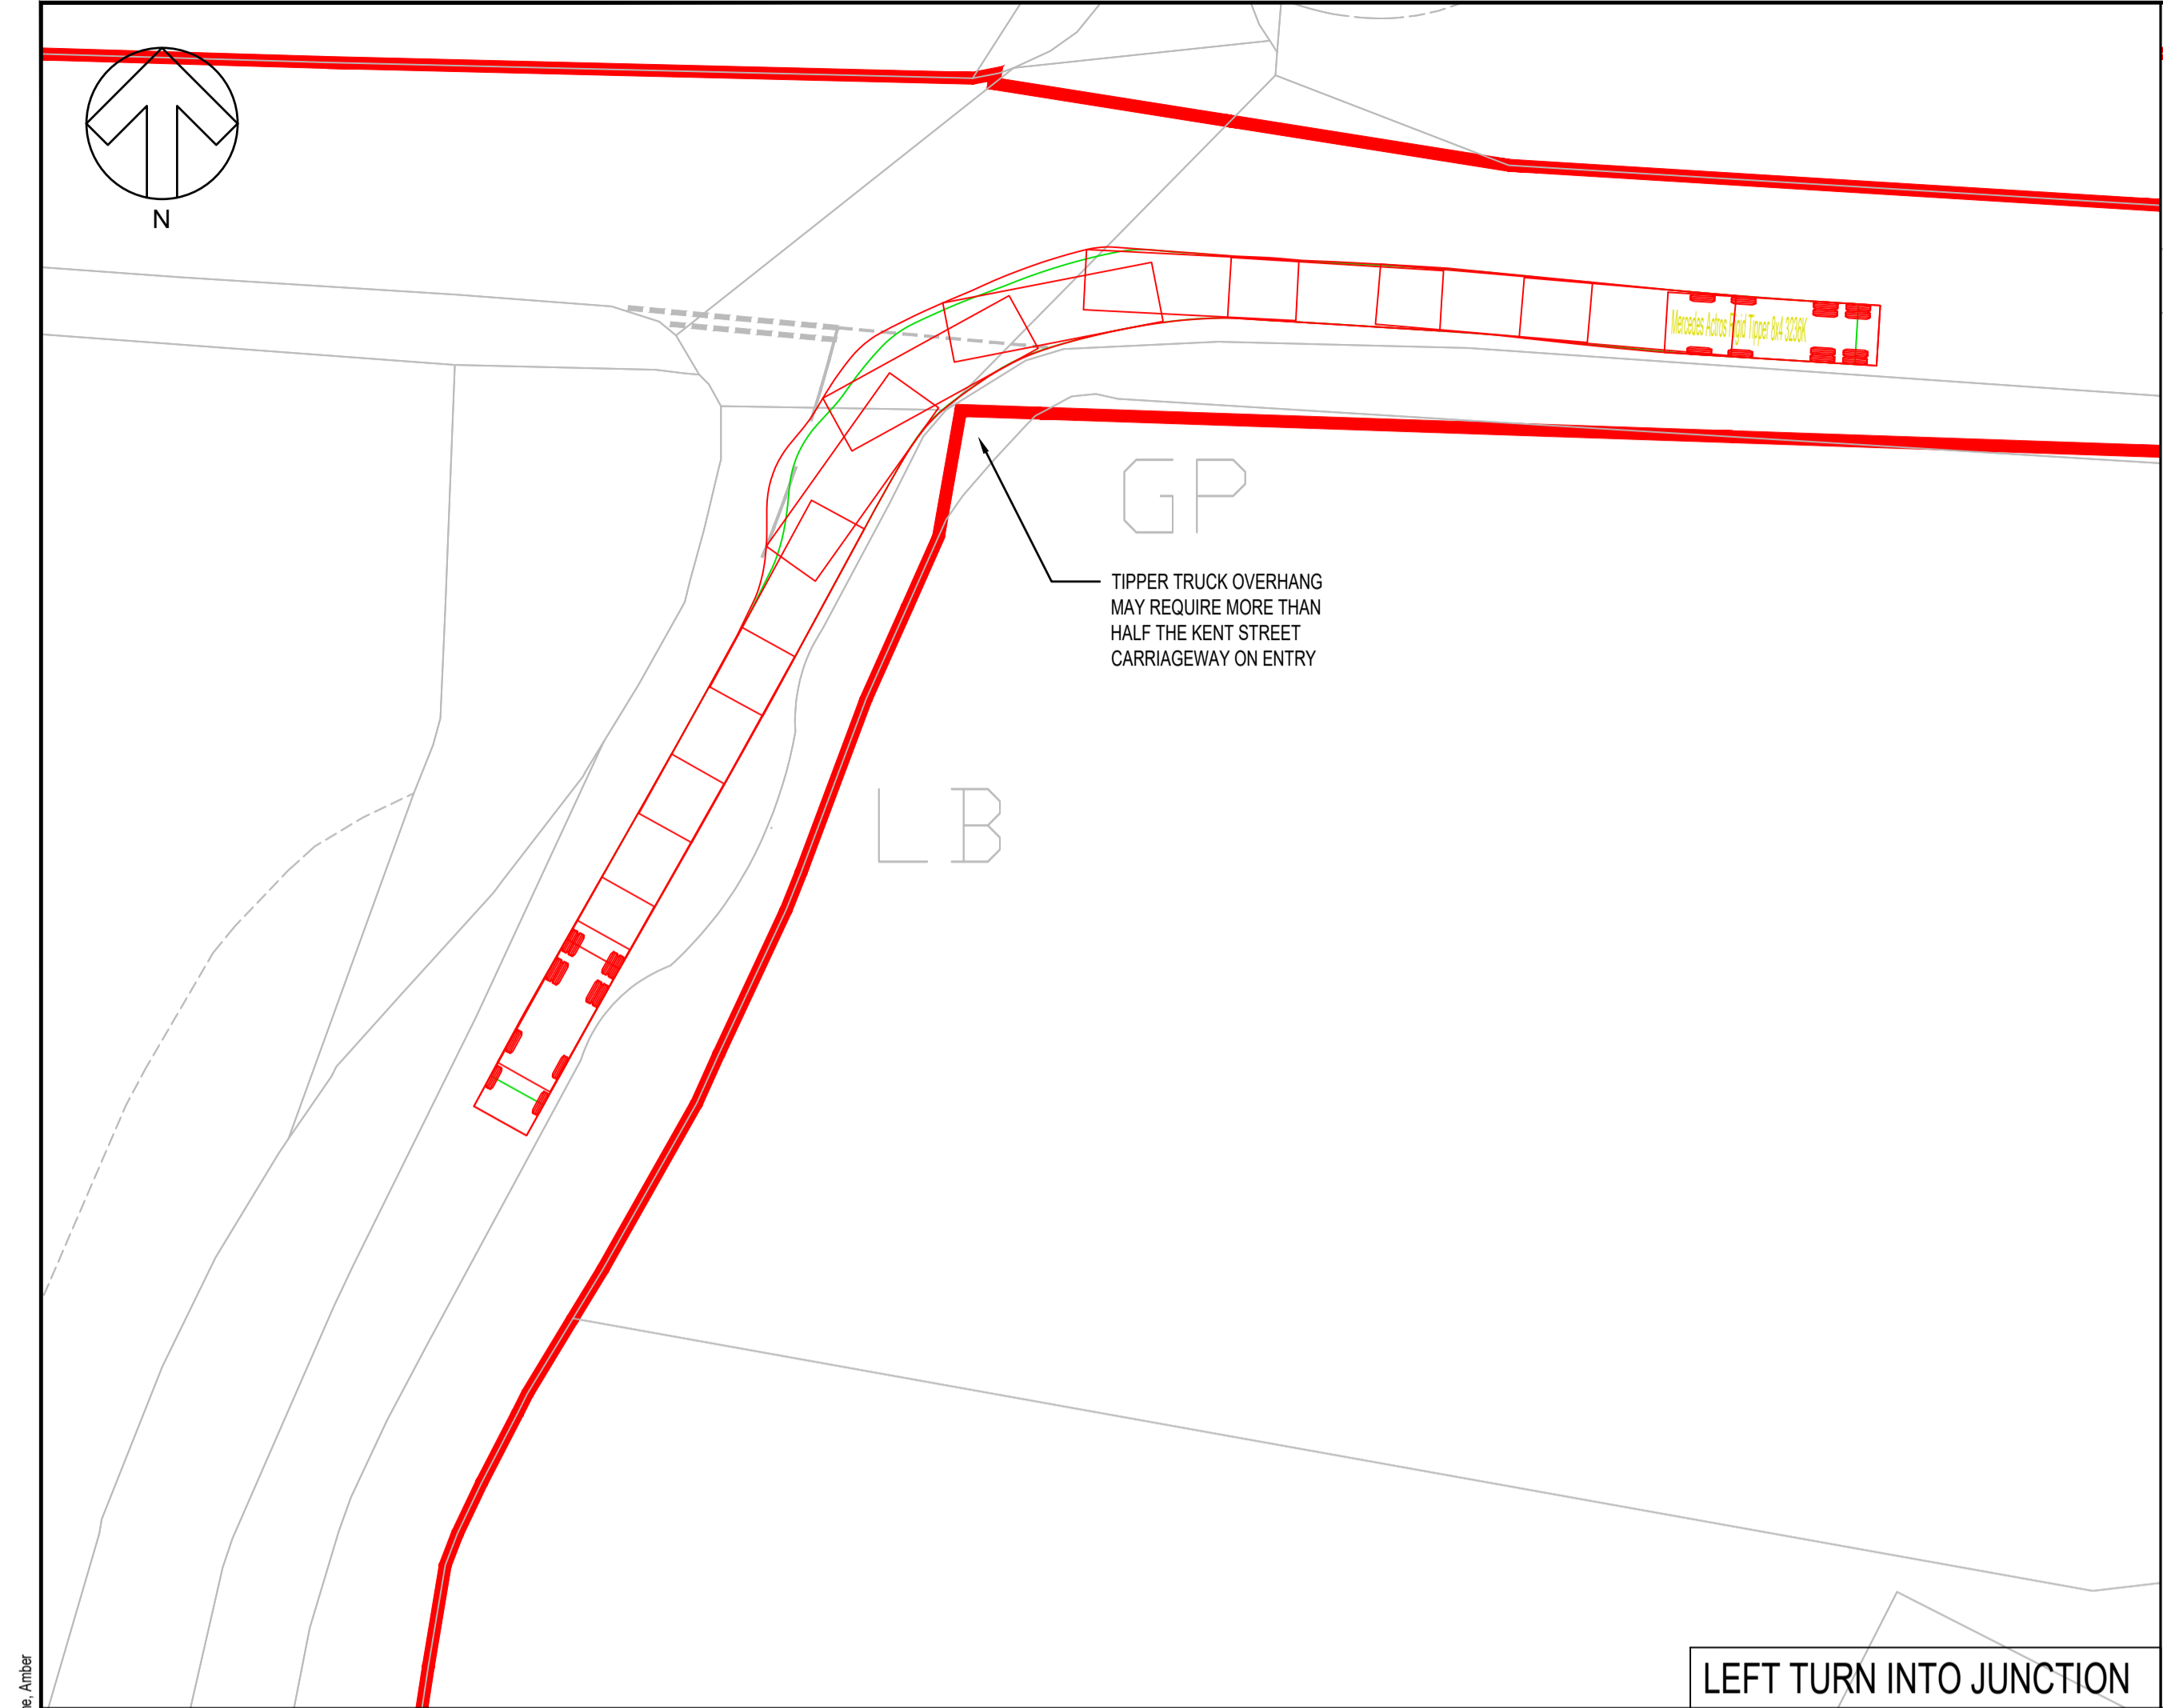 N
Mercedes Actros Rigid Tipper 8x4 3236K
GP
TIPPER TRUCK OVERHANG
MAY REQUIRE MORE THAN
HALF THE KENT STREET
CARRIAGEWAY ON ENTRY
LB
Amber
LEFT TURN INTO JUNCTION